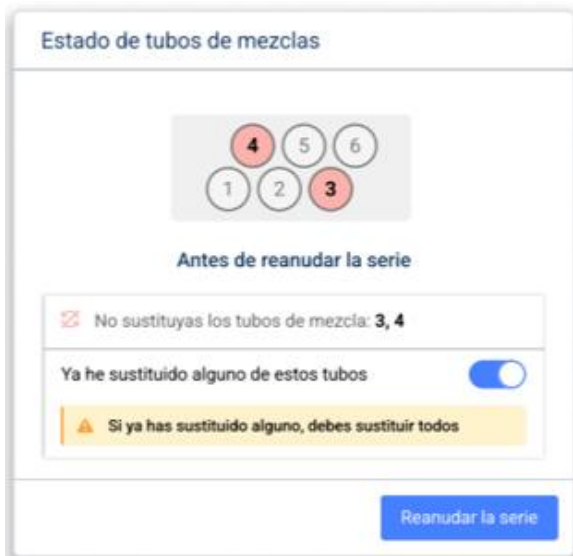 Estado de tubos de mezclas
4 5 6
1 2 3
Antes de reanudar la serie
No sustituyas los tubos de mezcla: 3, 4
Ya he sustituido alguno de estos tubos
Si ya has sustituido alguno, debes sustituir todos
Reanudar la serie